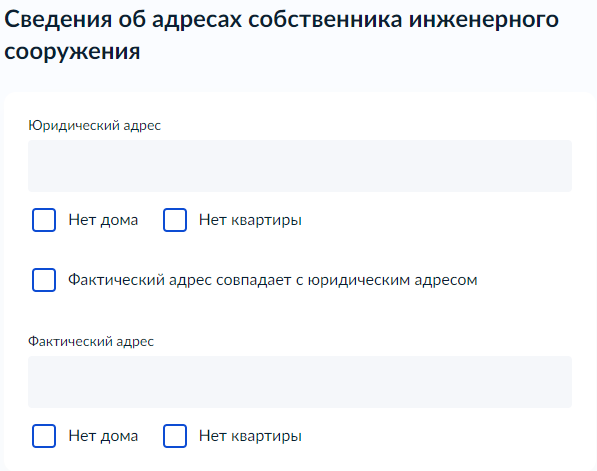 Сведения об адресах собственника инженерного
сооружения
Юридический адрес
Нет дома Нет квартиры
Фактический адрес совпадает с юридическим адресом
Фактический адрес
Нет дома Нет квартиры